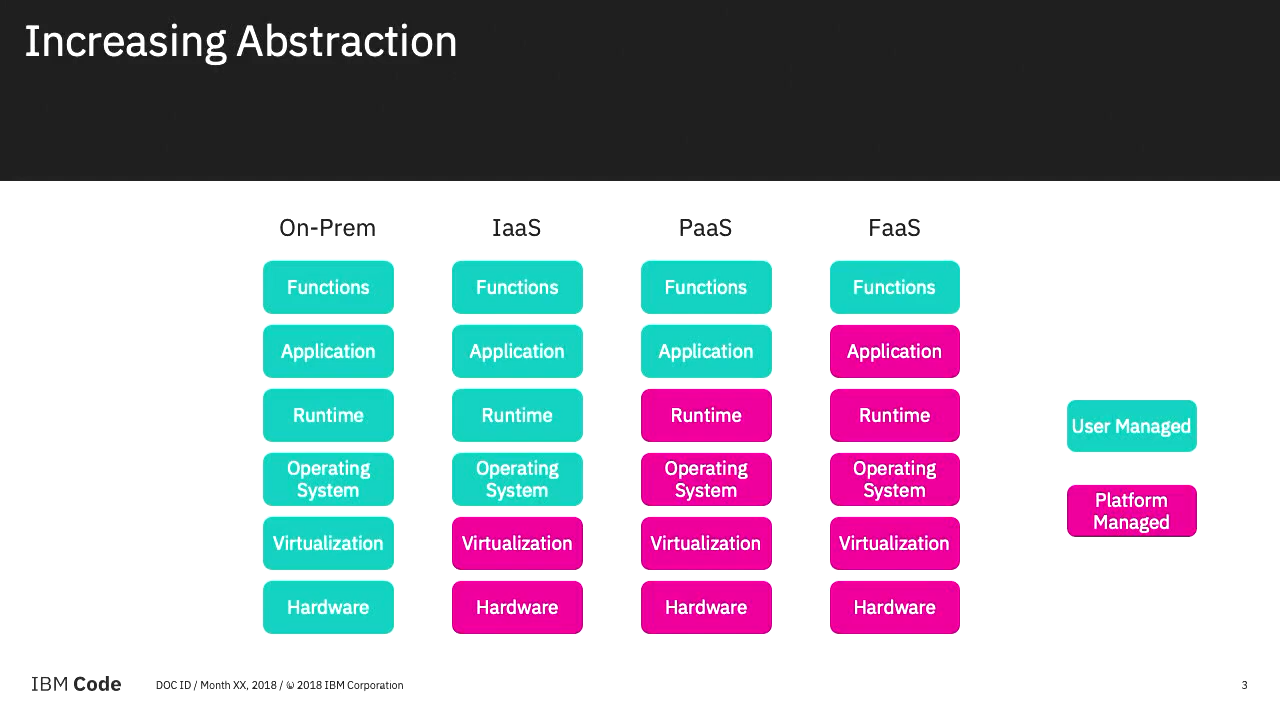 Increasing Abstraction
On-Prem
IaaS
PaaS
FaaS
Functions
Functions
Functions
Functions
Application
Application
Application
Application
Runtime
Runtime
Runtime
Runtime
Operating
System
Operating
System
Operating
System
Operating
System
Virtualization
Virtualization
Virtualization
Virtualization
Hardware
Hardware
Hardware
Hardware
User Managed
Platform
Managed
IBM Code
DOC ID / Month XX, 2018 / © 2018 IBM Corporation
3